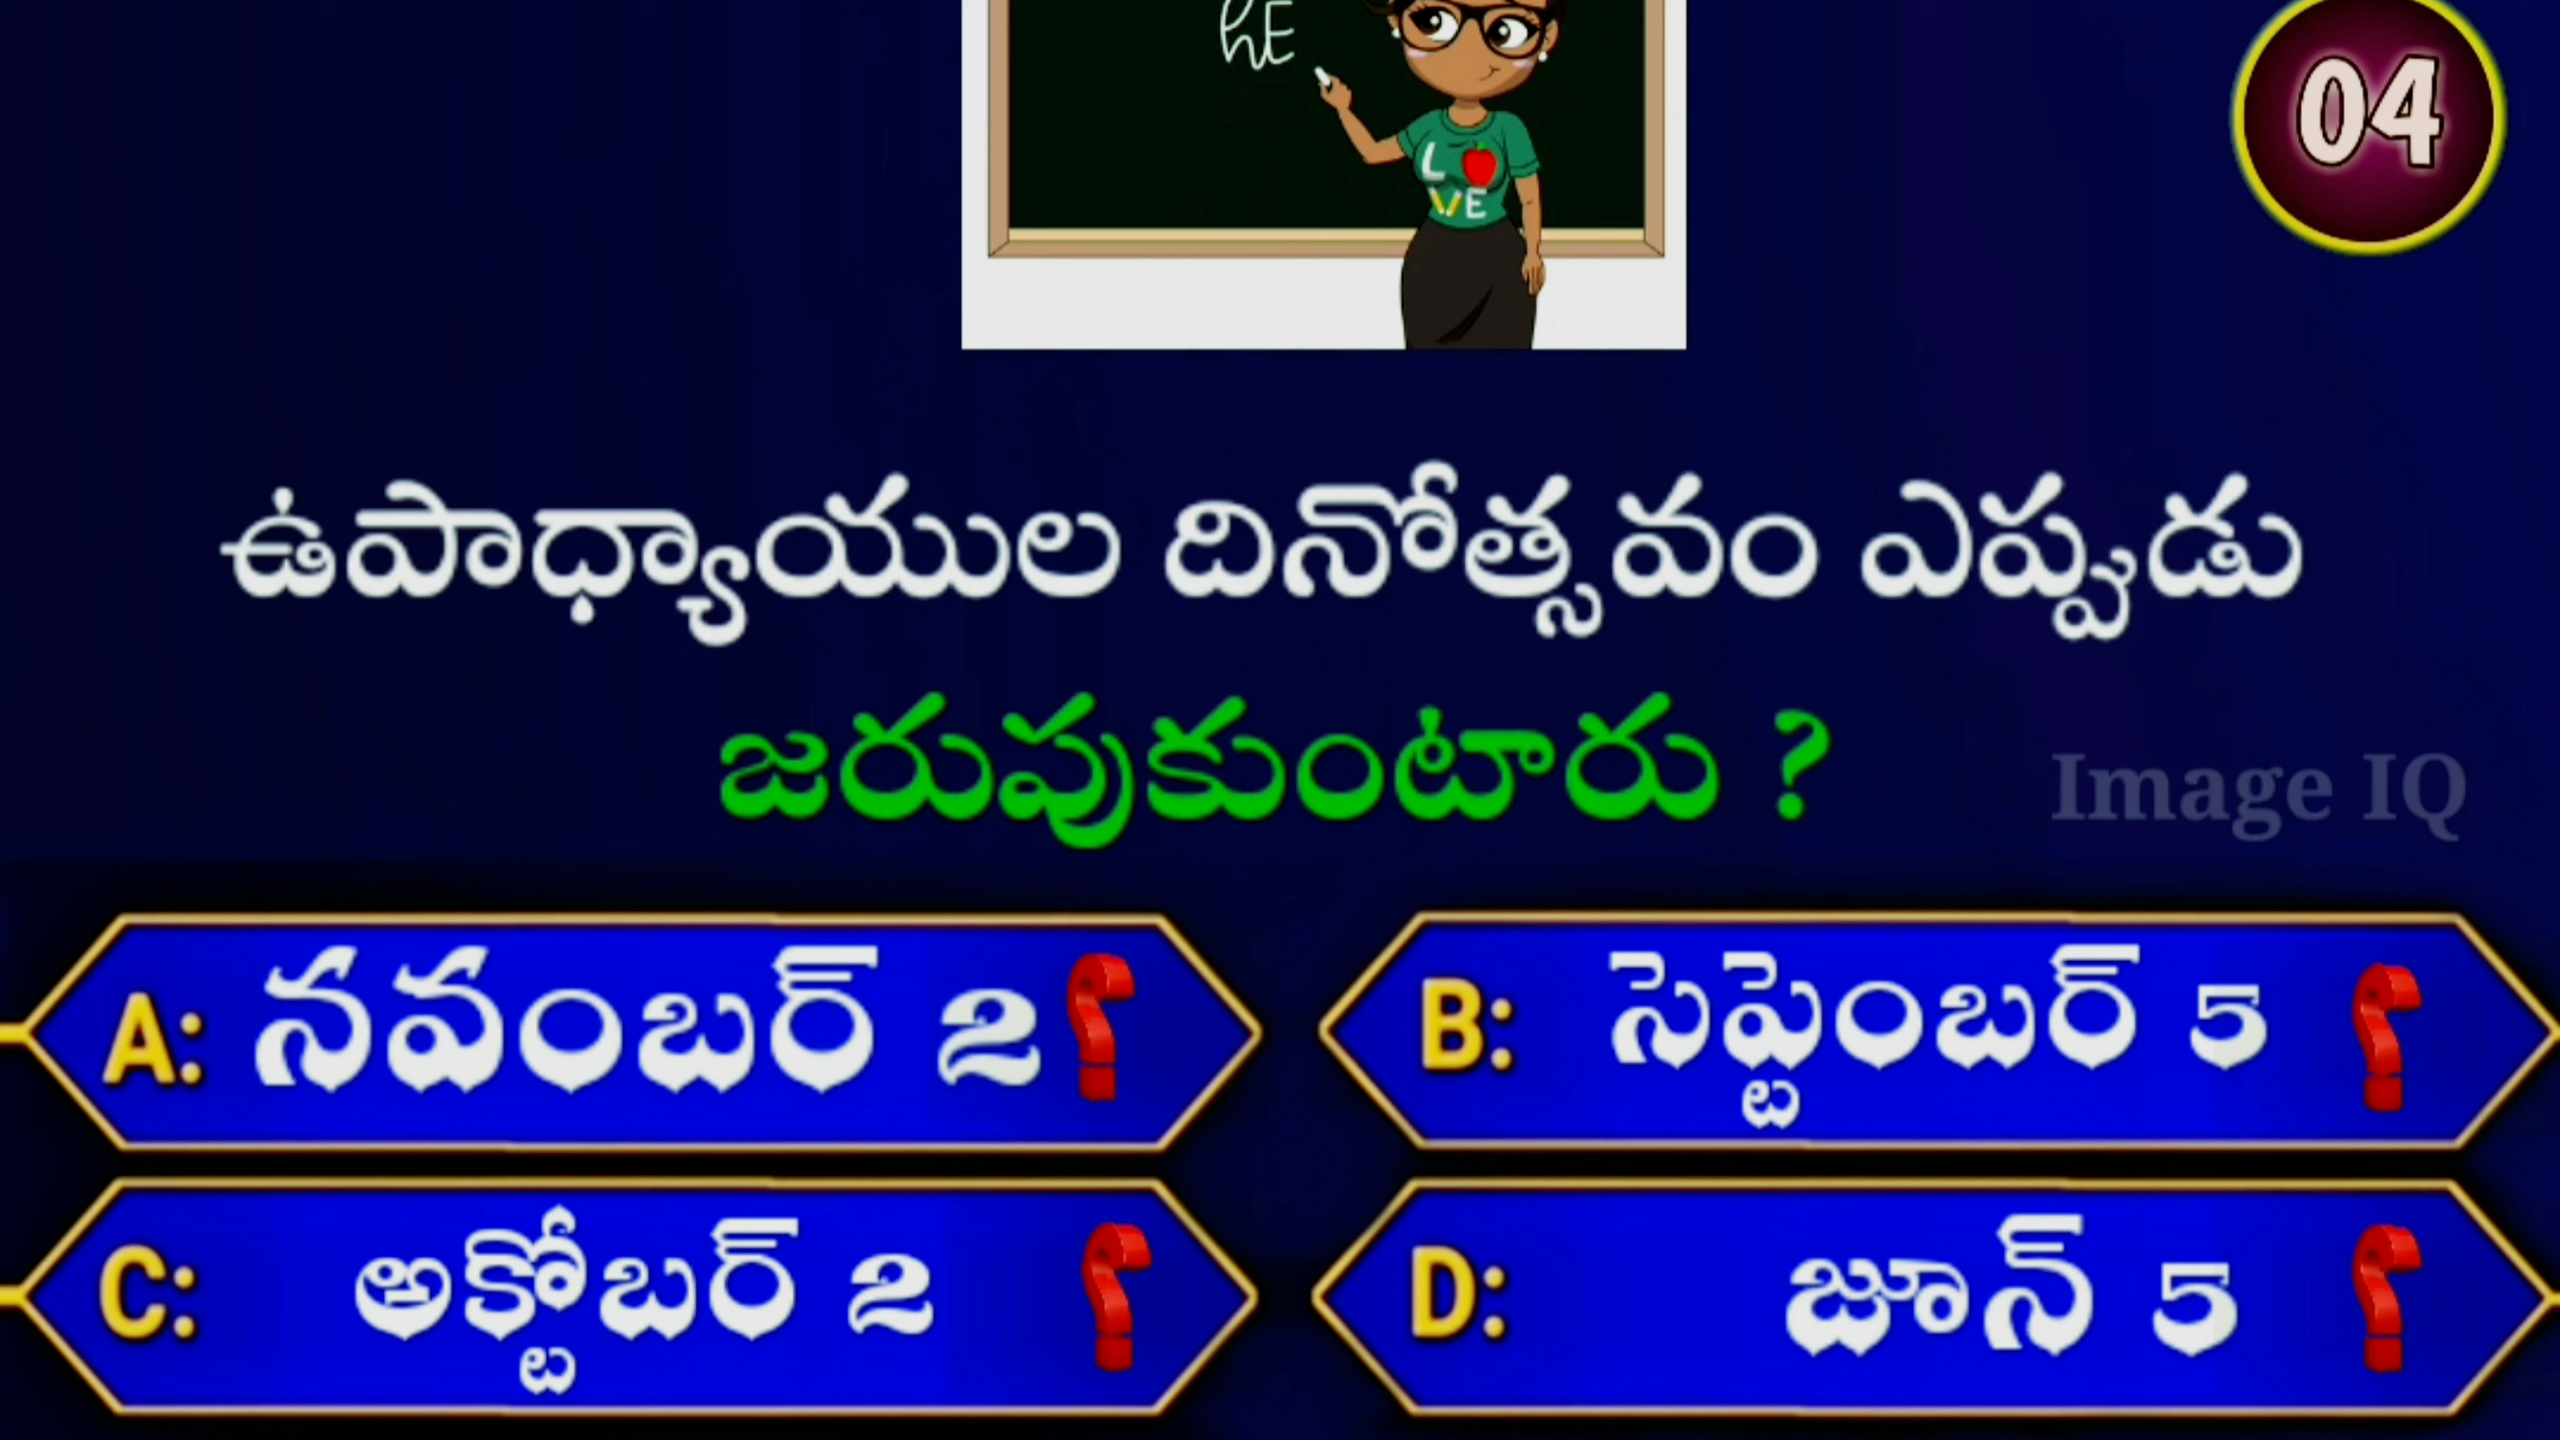 hE
L
VE
04
ఉపాధ్యాయుల దినోత్సవం ఎప్పుడు
జరుపుకుంటారు ?
Image IQ
A: నవంబర్ 2
B: సెప్టెంబర్ 5
C: అక్టోబర్ 2
D: జూన్ 5